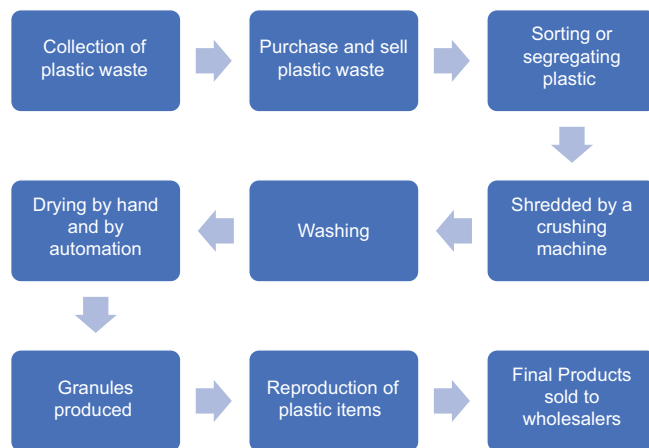 Collection of
plastic waste
Purchase and sell
plastic waste
Sorting or
segregating
plastic
Shredded by a
crushing
machine
Washing
Drying by hand
and by
automation
Granules
produced
Reproduction of
plastic items
Final Products
sold to
wholesalers